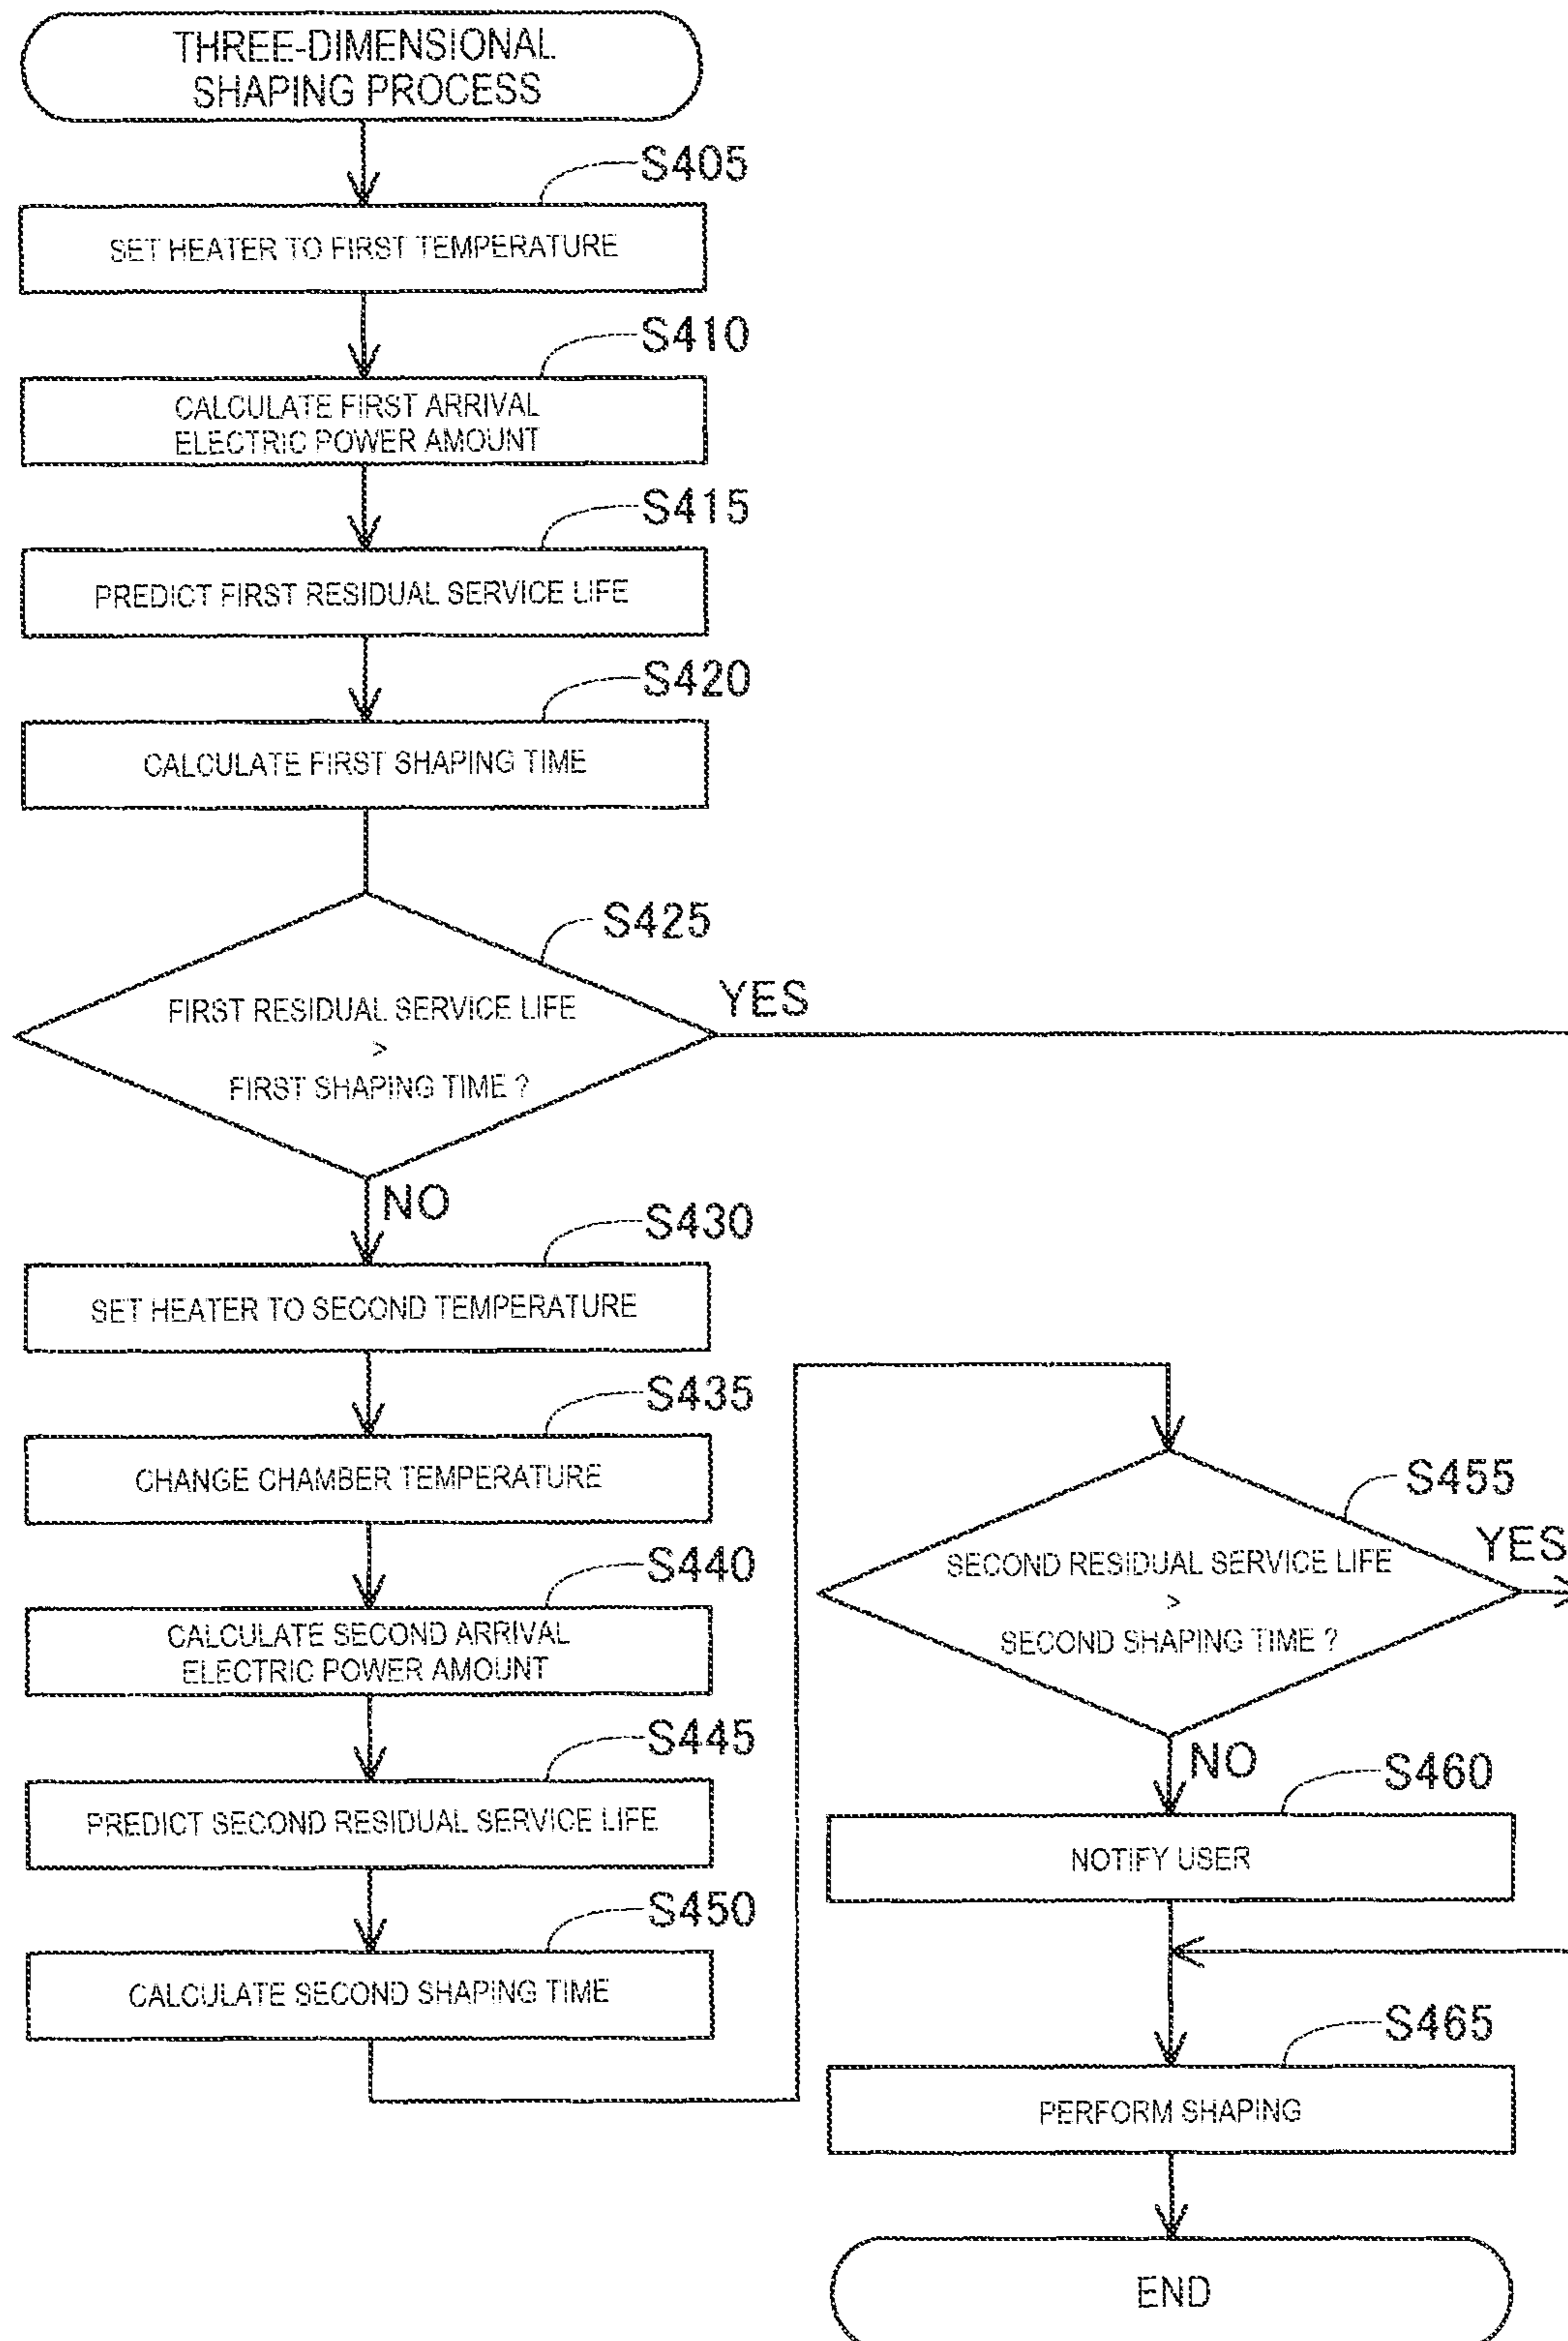 THREE-DIMENSIONAL
SHAPING PROCESS
S405
SET HEATER TO FIRST TEMPERATURE
S410
CALCULATE FIRST ARRIVAL
ELECTRIC POWER AMOUNT
S415
PREDICT FIRST RESIDUAL SERVICE LIFE
S420
CALCULATE FIRST SHAPING TIME
S425
FIRST RESIDUAL SERVICE LIFE
>
FIRST SHAPING TIME ?
YES
NO
S430
SET HEATER TO SECOND TEMPERATURE
S435
CHANGE CHAMBER TEMPERATURE
S440
CALCULATE SECOND ARRIVAL
ELECTRIC POWER AMOUNT
S445
PREDICT SECOND RESIDUAL SERVICE LIFE
S450
CALCULATE SECOND SHAPING TIME
S455
SECOND RESIDUAL SERVICE LIFE
>
SECOND SHAPING TIME ?
YES
NO
S460
NOTIFY USER
S465
PERFORM SHAPING
END